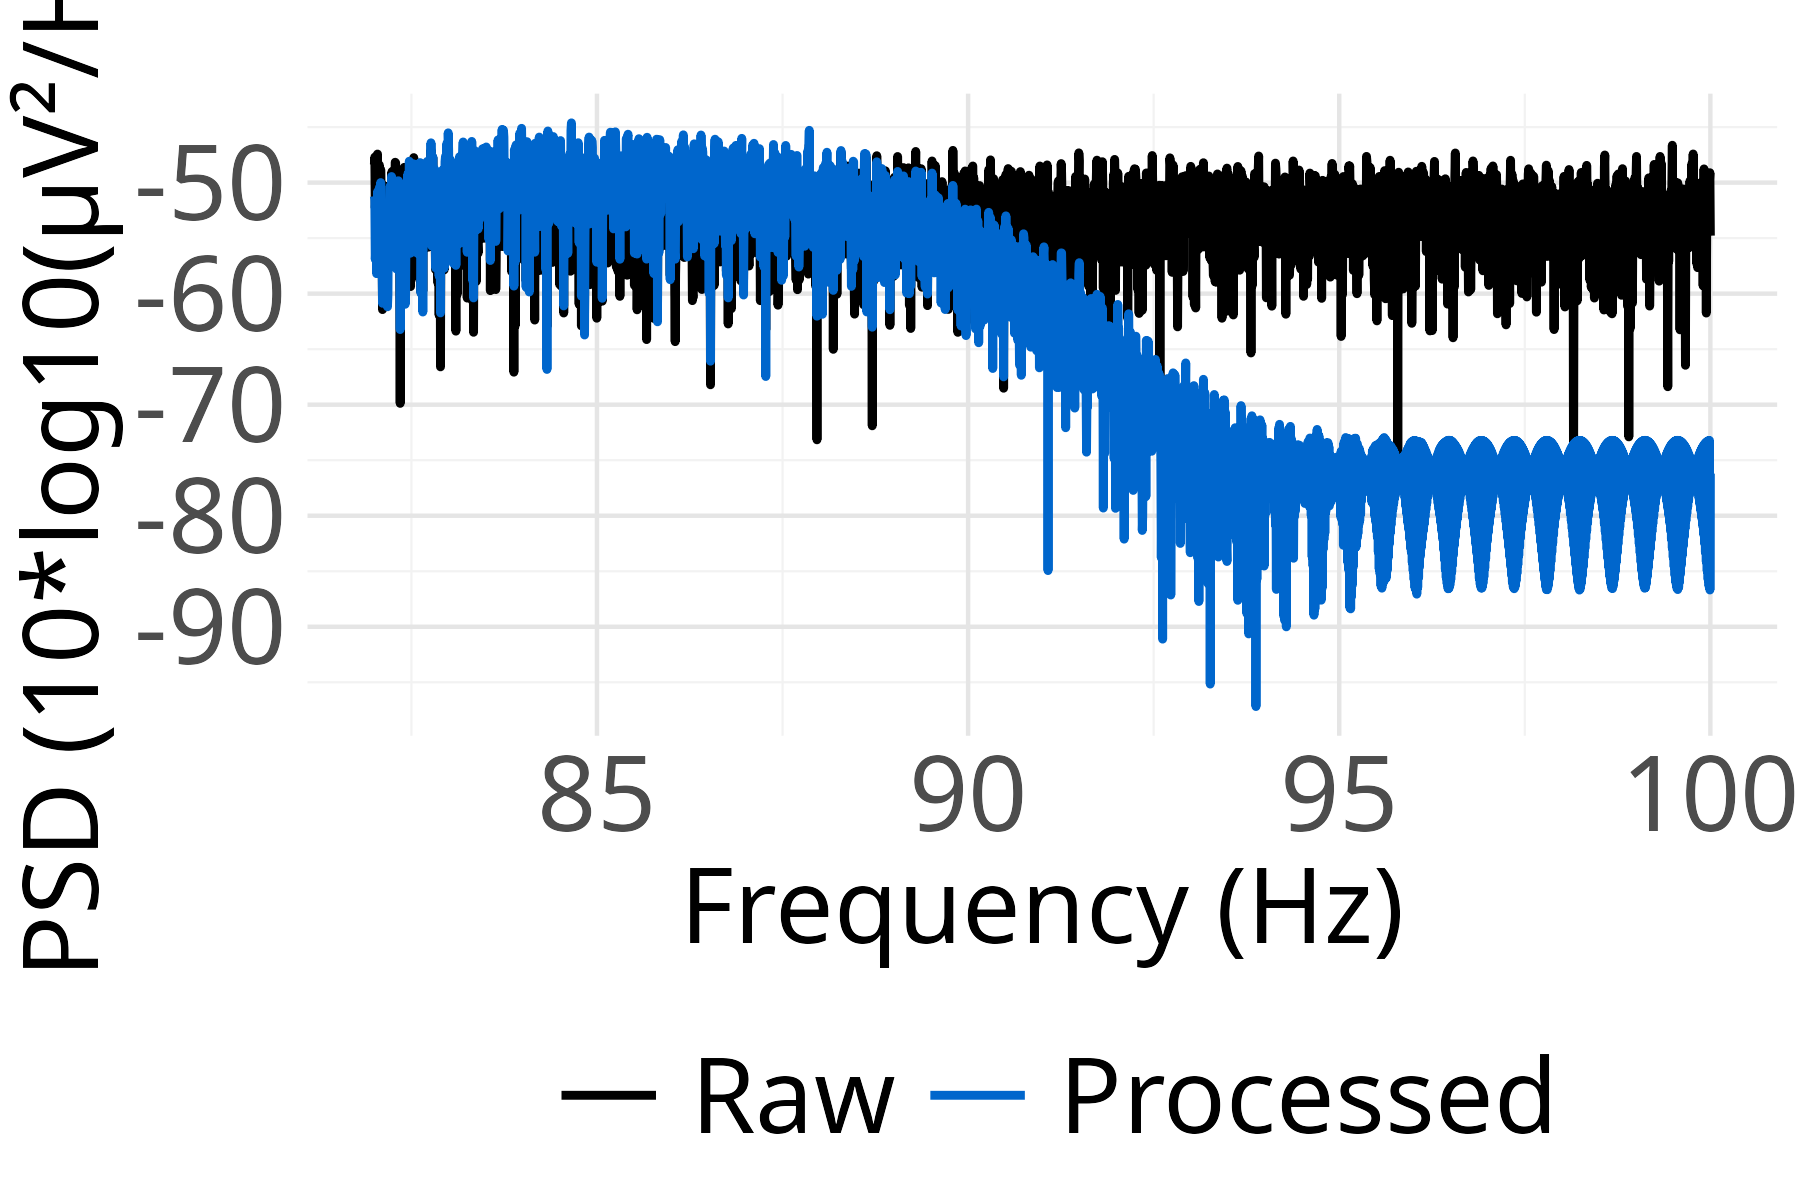 PSD (10*log10(µV²/H
-50
-60
-70
-80
-90
85 90 95 100
Frequency (Hz)
Raw Processed